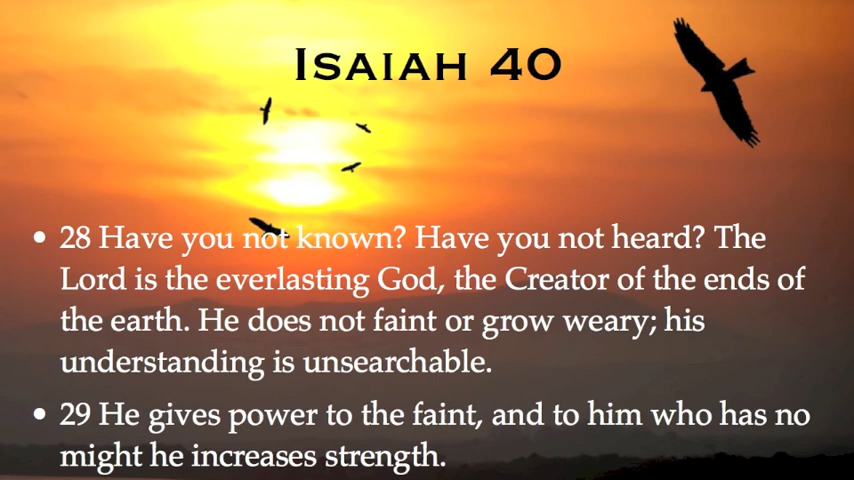 Isaiah 40
• 28 Have you not known? Have you not heard? The
Lord is the everlasting God, the Creator of the ends of
the earth. He does not faint or grow weary; his
understanding is unsearchable.
• 29 He gives power to the faint, and to him who has no
might he increases strength.